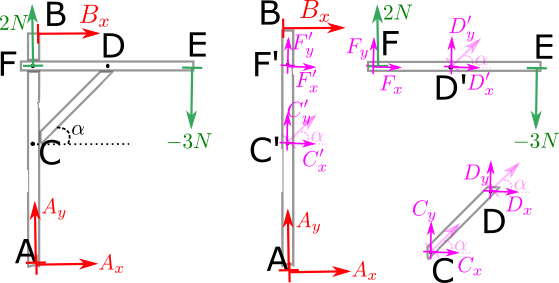 2N B B_x
F D E
α
C -3N
A_y
A A_x
B B_x
F'_y
F' F'_x
C'_y
C' α
C'_x
A_y
A A_x
2N
F_y F D'_y E
F_x D' D'_x
-3N
D_y α
C_y D D_x
α
C C_x